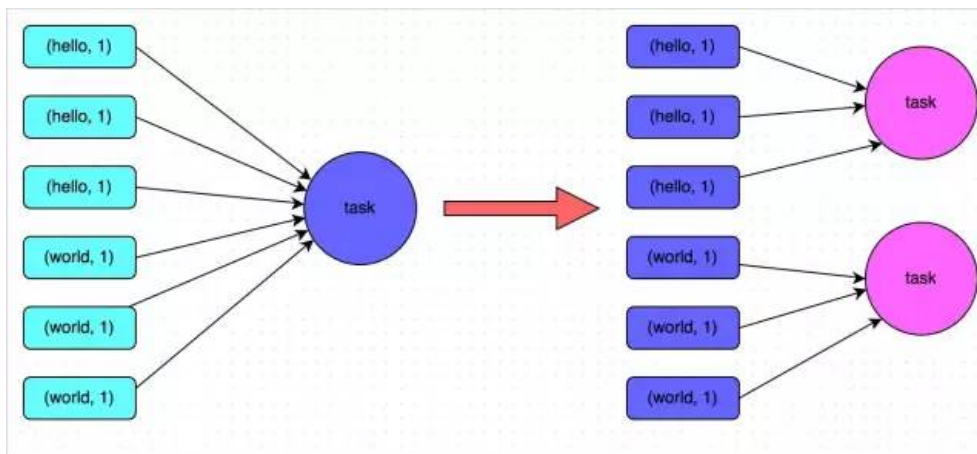 (hello, 1)
(hello, 1)
(hello, 1)
(world, 1)
(world, 1)
(world, 1)
task
(hello, 1)
(hello, 1)
(hello, 1)
(world, 1)
(world, 1)
(world, 1)
task
task